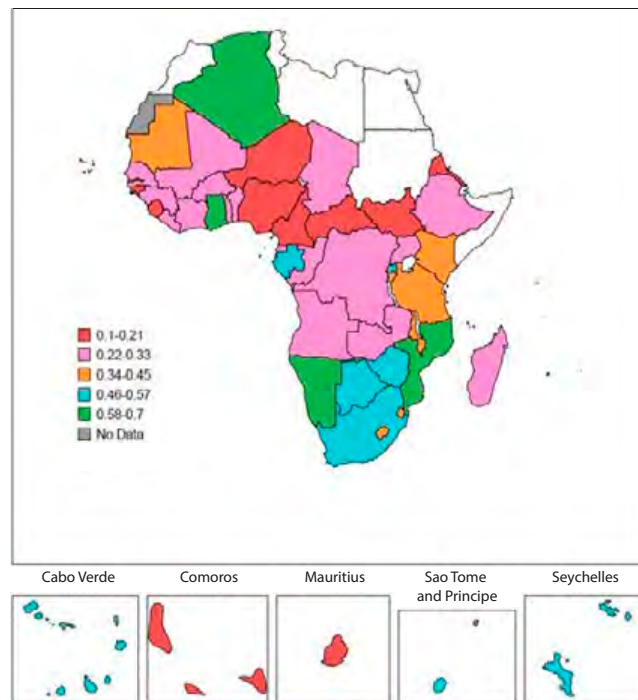 0.1-0.21
0.22-0.33
0.34-0.45
0.46-0.57
0.58-0.7
No Data
Cabo Verde
Comoros
Mauritius
Sao Tome
and Principe
Seychelles